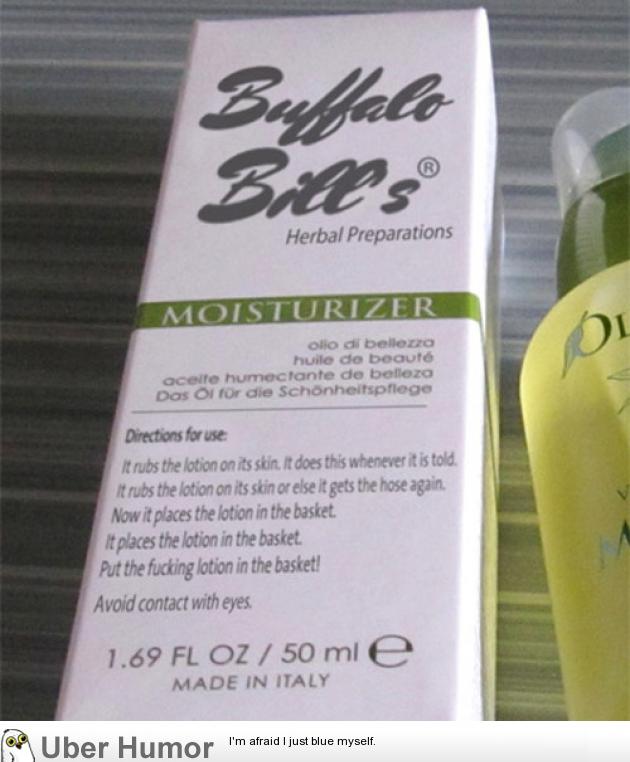 Buffalo
Bill's®
Herbal Preparations
MOISTURIZER
olio di bellezza
huile de beauté
aceite humectante de belleza
Das Öl für die Schönheitspflege
Directions for use:
It rubs the lotion on its skin. It does this whenever it is told.
It rubs the lotion on its skin or else it gets the hose again.
Now it places the lotion in the basket.
It places the lotion in the basket.
Put the fucking lotion in the basket!
Avoid contact with eyes.
1.69 FL OZ / 50 ml ℮
MADE IN ITALY
Uber Humor
I'm afraid I just blue myself.